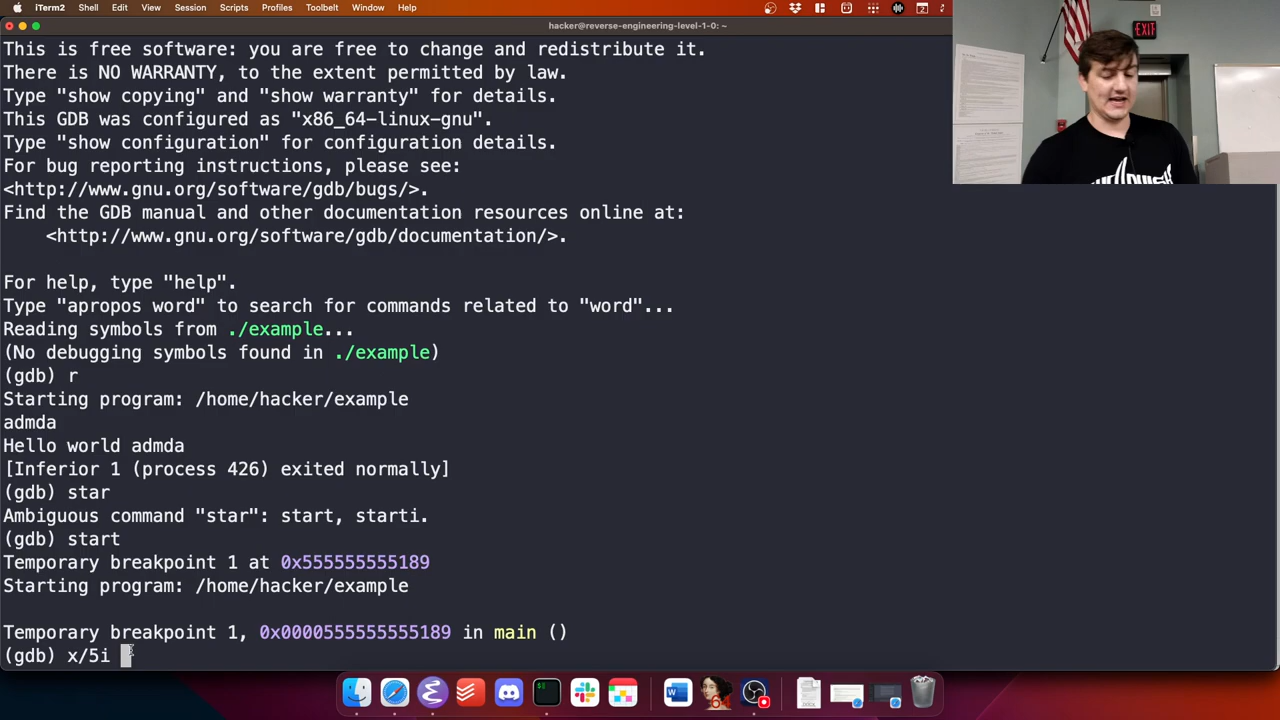 iTerm2 Shell Edit View Session Scripts Profiles Toolbelt Window Help
hacker@reverse-engineering-level-1-0: ~
EXIT
This is free software: you are free to change and redistribute it.
There is NO WARRANTY, to the extent permitted by law.
Type "show copying" and "show warranty" for details.
This GDB was configured as "x86_64-linux-gnu".
Type "show configuration" for configuration details.
For bug reporting instructions, please see:
<http://www.gnu.org/software/gdb/bugs/>.
Find the GDB manual and other documentation resources online at:
<http://www.gnu.org/software/gdb/documentation/>.
For help, type "help".
Type "apropos word" to search for commands related to "word"...
Reading symbols from ./example...
(No debugging symbols found in ./example)
(gdb) r
Starting program: /home/hacker/example
admda
Hello world admda
[Inferior 1 (process 426) exited normally]
(gdb) star
Ambiguous command "star": start, starti.
(gdb) start
Temporary breakpoint 1 at 0x555555555189
Starting program: /home/hacker/example
Temporary breakpoint 1, 0x0000555555555189 in main ()
(gdb) x/5i